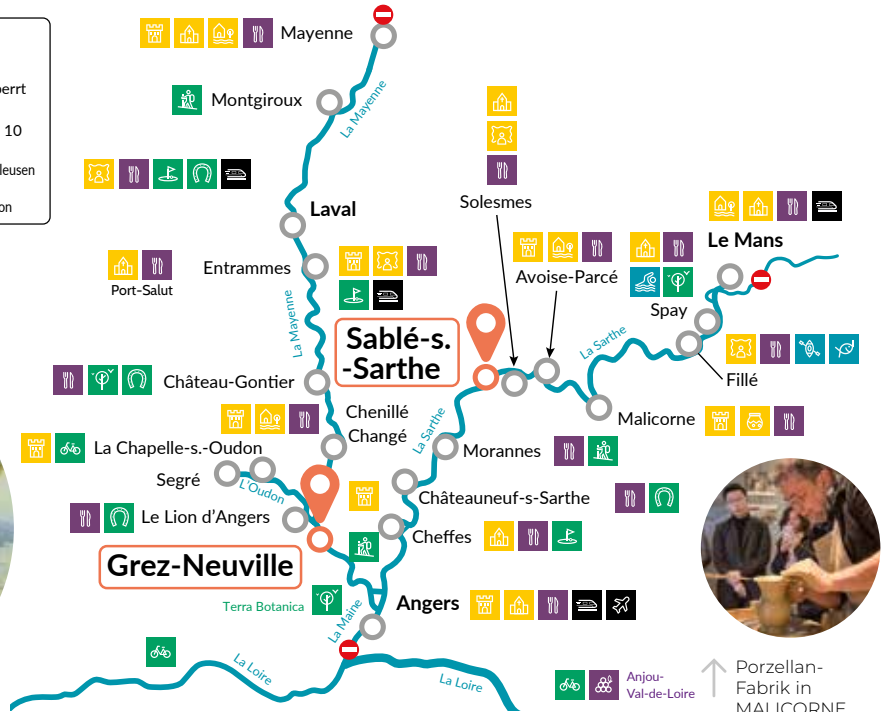 errt
10
leusen
on
Mayenne
Montgiroux
La Mayenne
Laval
Entrammes
Port-Salut
La Mayenne
Château-Gontier
Chenillé
Changé
La Chapelle-s.-Oudon
Segré
L'Oudon
Le Lion d'Angers
Grez-Neuville
Terra Botanica
La Maine
Angers
La Loire
La Loire
Anjou-
Val-de-Loire
Solesmes
Avoise-Parcé
Sablé-s.
-Sarthe
Le Mans
Spay
Fillé
La Sarthe
Malicorne
La Sarthe
Morannes
Châteauneuf-s-Sarthe
Cheffes
Porzellan-
Fabrik in
MALICORNE